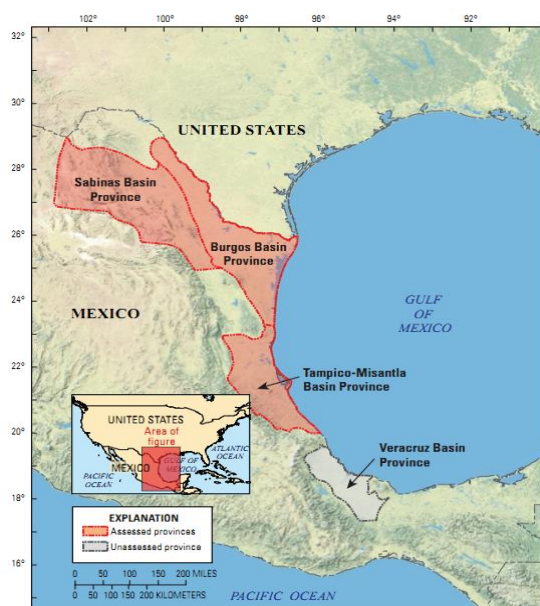 102° 100° 98° 96° 94° 92°
32°
30°
28°
26°
24°
22°
20°
18°
16°
UNITED STATES
Sabinas Basin
Province
Burgos Basin
Province
MEXICO
GULF
OF
MEXICO
Tampico-Misantla
Basin Province
Veracruz Basin
Province
UNITED STATES
Area of
figure
MEXICO
GULF OF
MEXICO
ATLANTIC
OCEAN
PACIFIC
OCEAN
EXPLANATION
Assessed provinces
Unassessed province
0 50 100 150 200 MILES
0 50 100 150 200 KILOMETERS
PACIFIC OCEAN